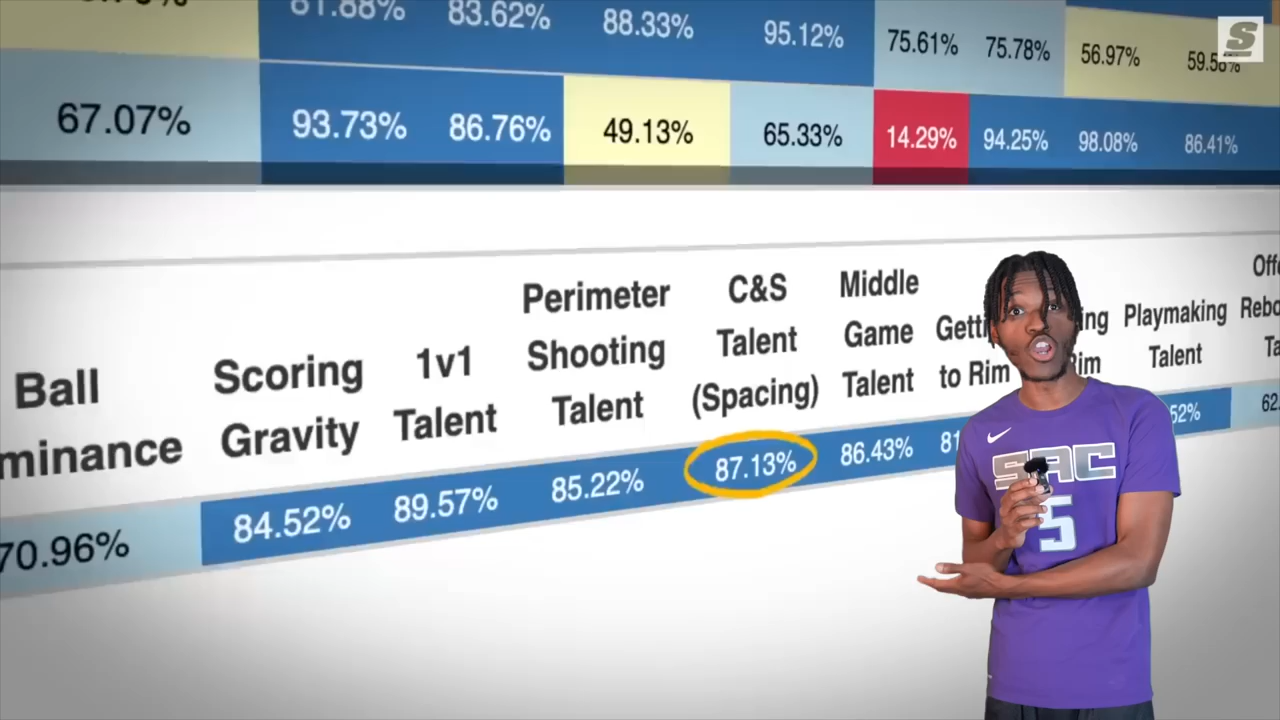 81.88% 83.62% 88.33% 95.12% 75.61% 75.78% 56.97% 59.58%
S
67.07% 93.73% 86.76% 49.13% 65.33% 14.29% 94.25% 98.08% 86.41%
Ball
minance
Scoring
Gravity
1v1
Talent
Perimeter
Shooting
Talent
C&S
Talent
(Spacing)
Middle
Game
Talent
to Rim
Rim
Playmaking
Talent
70.96% 84.52% 89.57% 85.22% 87.13% 86.43%
SAC
5